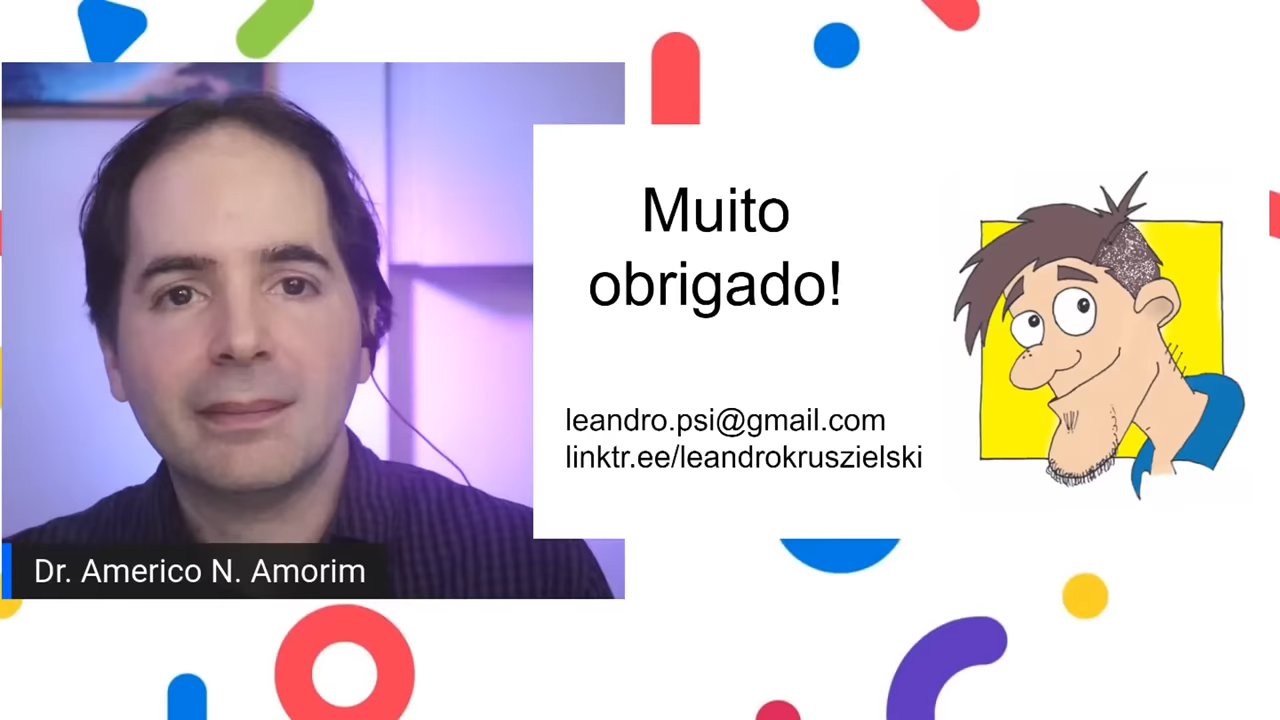 Muito
obrigado!
leandro.psi@gmail.com
linktr.ee/leandrokruszielski
Dr. Americo N. Amorim